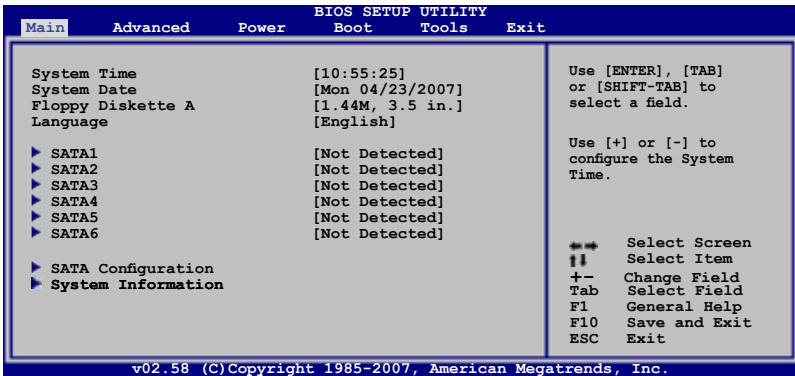 BIOS SETUP UTILITY
Main Advanced Power Boot Tools Exit
System Time [10:55:25]
System Date [Mon 04/23/2007]
Floppy Diskette A [1.44M, 3.5 in.]
Language [English]
SATA1 [Not Detected]
SATA2 [Not Detected]
SATA3 [Not Detected]
SATA4 [Not Detected]
SATA5 [Not Detected]
SATA6 [Not Detected]
SATA Configuration
System Information
Use [ENTER], [TAB]
or [SHIFT-TAB] to
select a field.
Use [+] or [-] to
configure the System
Time.
Select Screen
Select Item
+- Change Field
Tab Select Field
F1 General Help
F10 Save and Exit
ESC Exit
v02.58 (C)Copyright 1985-2007, American Megatrends, Inc.